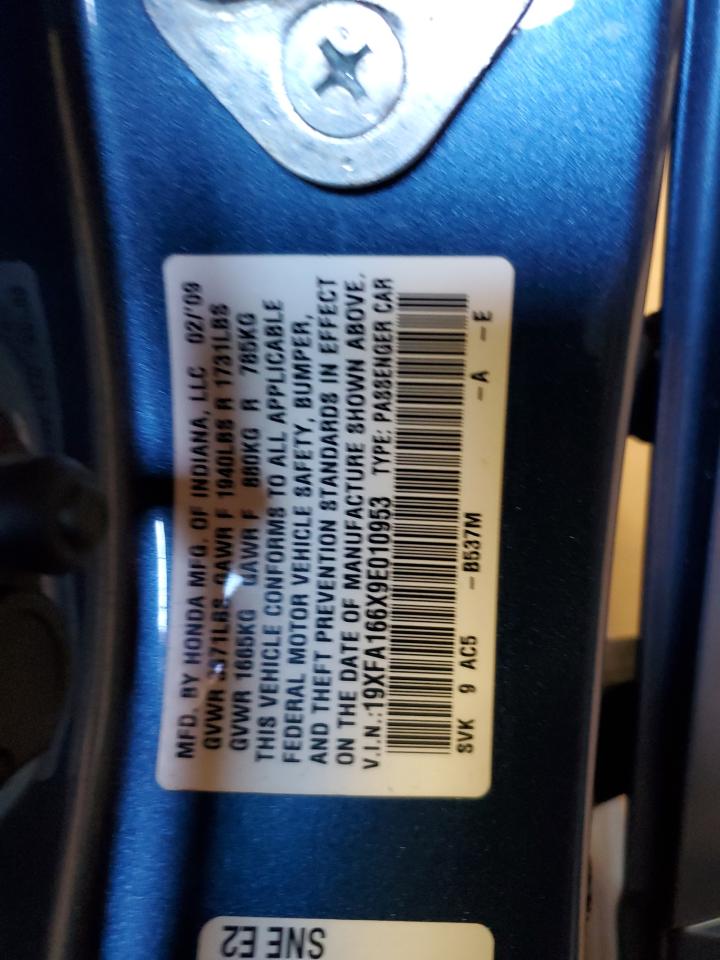 MFD. BY HONDA MFG. OF INDIANA, LLC 02/'09
GVWR 3671LBS GAWR F 1940LBS R 1731LBS
GVWR 1665KG GAWR F 880KG R 785KG
THIS VEHICLE CONFORMS TO ALL APPLICABLE
FEDERAL MOTOR VEHICLE SAFETY, BUMPER,
AND THEFT PREVENTION STANDARDS IN EFFECT
ON THE DATE OF MANUFACTURE SHOWN ABOVE.
V.I.N.:19XFA166X9E010953 TYPE: PASSENGER CAR
SVK 9 AC5 –B537M –A –E
SNE E2